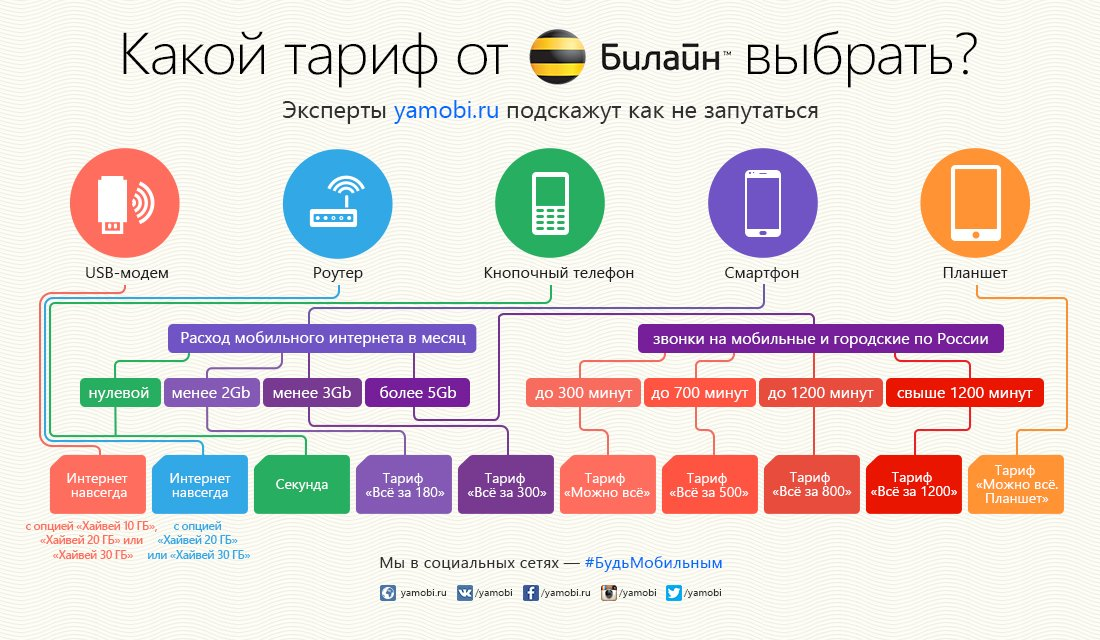 Какой тариф от Билайн™ выбрать?
Эксперты yamobi.ru подскажут как не запутаться
USB-модем
Роутер
Кнопочный телефон
Смартфон
Планшет
Расход мобильного интернета в месяц
звонки на мобильные и городские по России
нулевой
менее 2Gb
менее 3Gb
более 5Gb
до 300 минут
до 700 минут
до 1200 минут
свыше 1200 минут
Интернет
навсегда
Интернет
навсегда
Секунда
Тариф
«Всё за 180»
Тариф
«Всё за 300»
Тариф
«Можно всё»
Тариф
«Всё за 500»
Тариф
«Всё за 800»
Тариф
«Всё за 1200»
Тариф
«Можно всё.
Планшет»
с опцией «Хайвей 10 ГБ»,
«Хайвей 20 ГБ» или
«Хайвей 30 ГБ»
с опцией
«Хайвей 20 ГБ»
или «Хайвей 30 ГБ»
Мы в социальных сетях — #БудьМобильным
yamobi.ru
/yamobi
/yamobi.ru
/yamobi
/yamobi